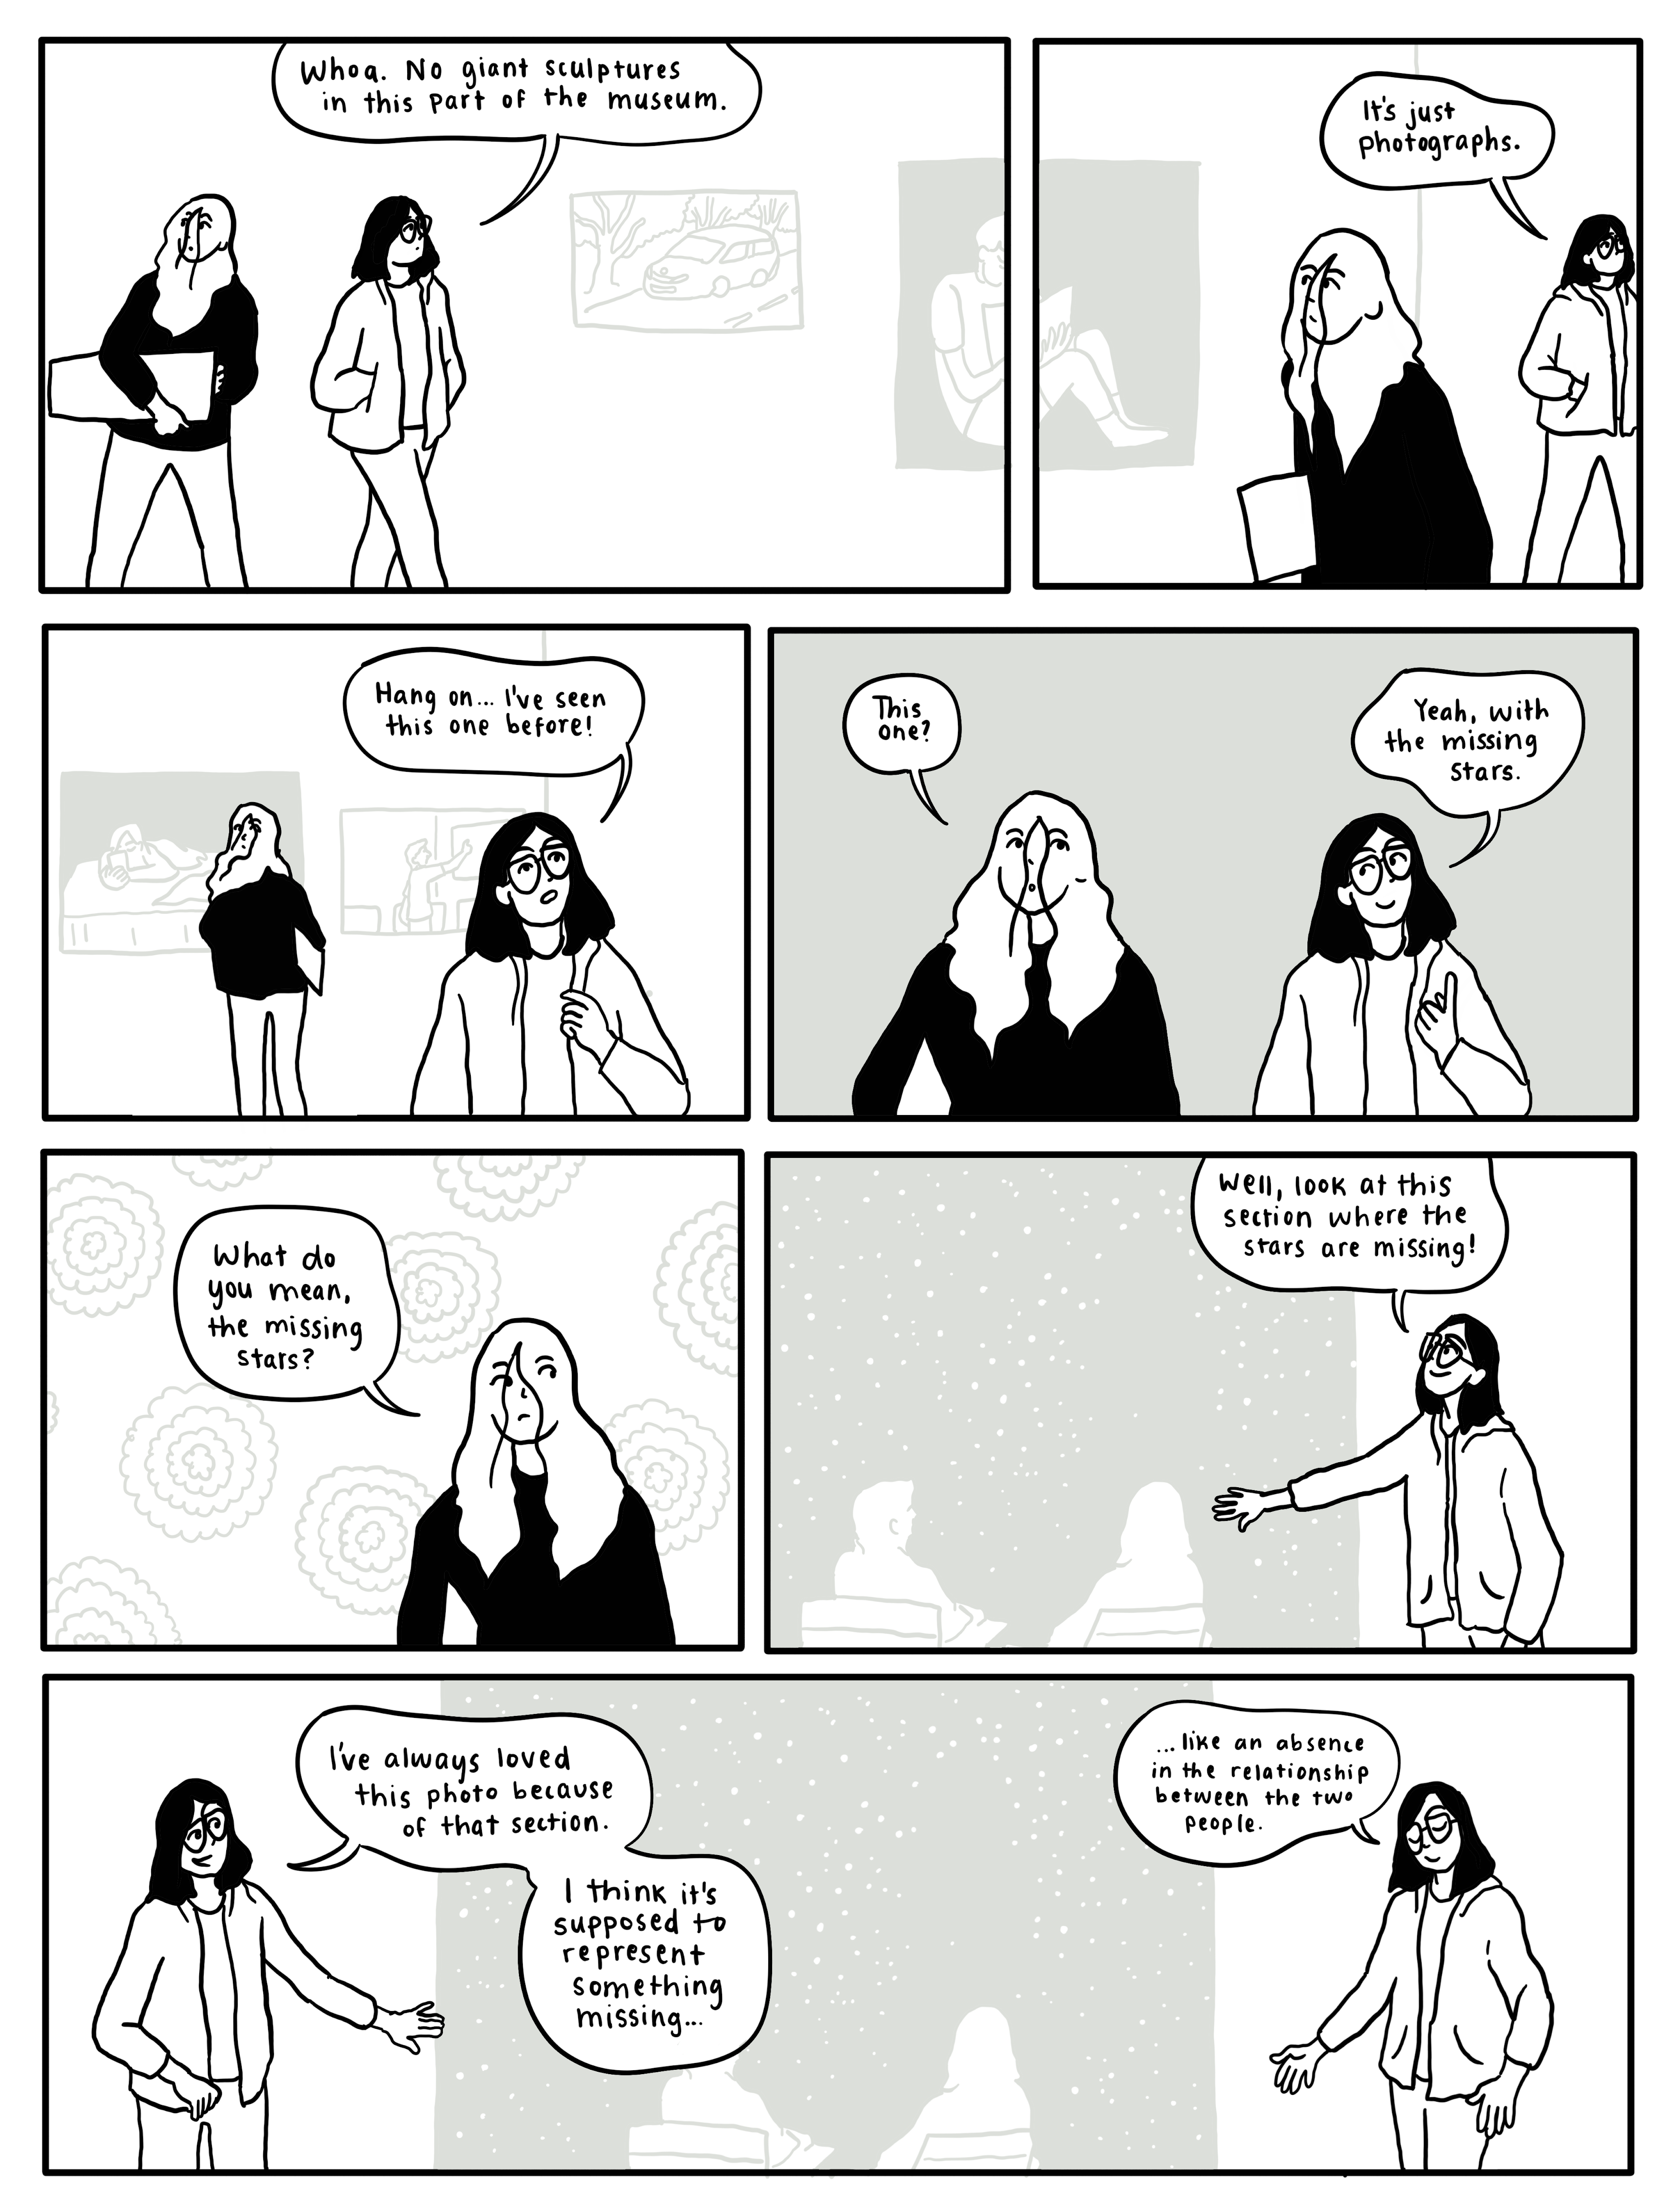 Whoa. No giant sculptures
in this part of the museum.
It's just
photographs.
Hang on... I've seen
this one before!
This
one?
Yeah, with
the missing
stars.
What do
you mean,
the missing
stars?
Well, look at this
section where the
stars are missing!
I've always loved
this photo because
of that section.
I think it's
supposed to
represent
something
missing...
...like an absence
in the relationship
between the two
people.